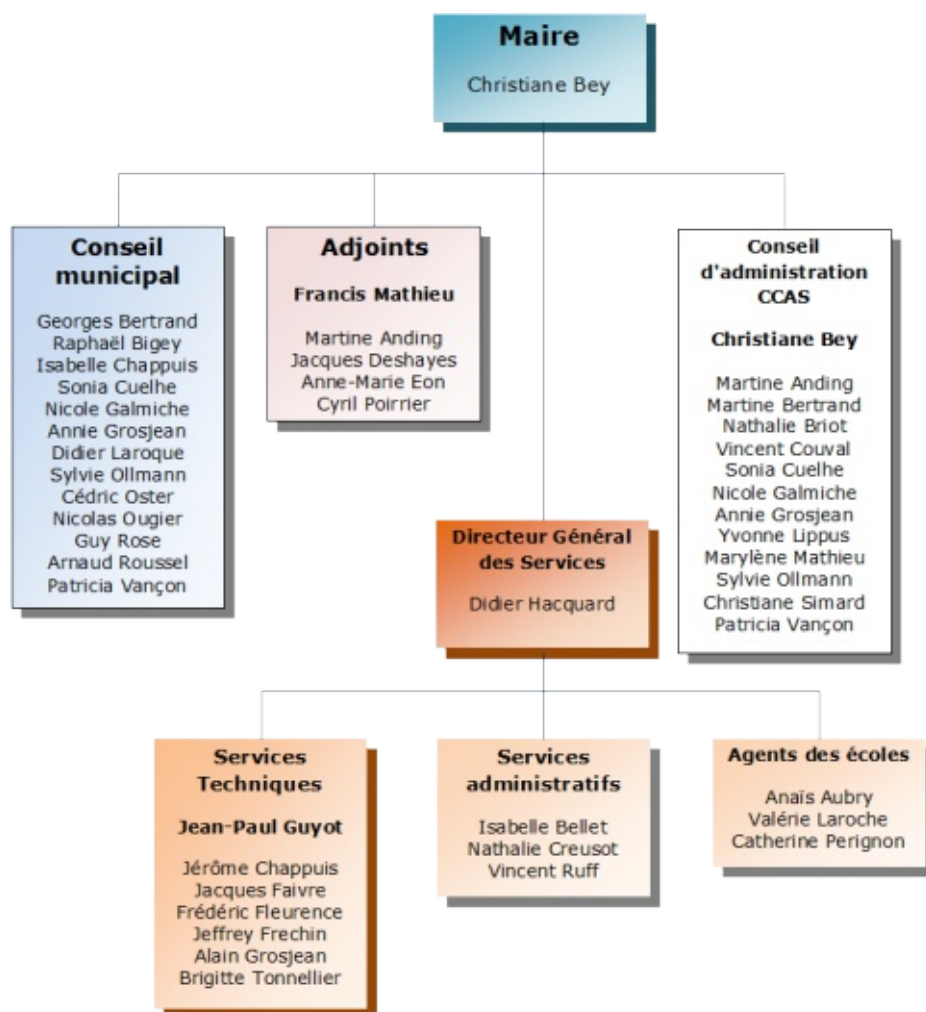 Maire
Christiane Bey
Conseil
municipal
Georges Bertrand
Raphaël Bigey
Isabelle Chappuis
Sonia Cuelhe
Nicole Galmiche
Annie Grosjean
Didier Laroque
Sylvie Ollmann
Cédric Oster
Nicolas Ougier
Guy Rose
Arnaud Roussel
Patricia Vançon
Adjoints
Francis Mathieu
Martine Anding
Jacques Deshayes
Anne-Marie Eon
Cyril Poirrier
Conseil
d'administration
CCAS
Christiane Bey
Martine Anding
Martine Bertrand
Nathalie Briot
Vincent Couval
Sonia Cuelhe
Nicole Galmiche
Annie Grosjean
Yvonne Lippus
Marylène Mathieu
Sylvie Ollmann
Christiane Simard
Patricia Vançon
Directeur Général
des Services
Didier Hacquard
Services
Techniques
Jean-Paul Guyot
Jérôme Chappuis
Jacques Faivre
Frédéric Fleurence
Jeffrey Frechin
Alain Grosjean
Brigitte Tonnellier
Services
administratifs
Isabelle Bellet
Nathalie Creusot
Vincent Ruff
Agents des écoles
Anaïs Aubry
Valérie Laroche
Catherine Perignon